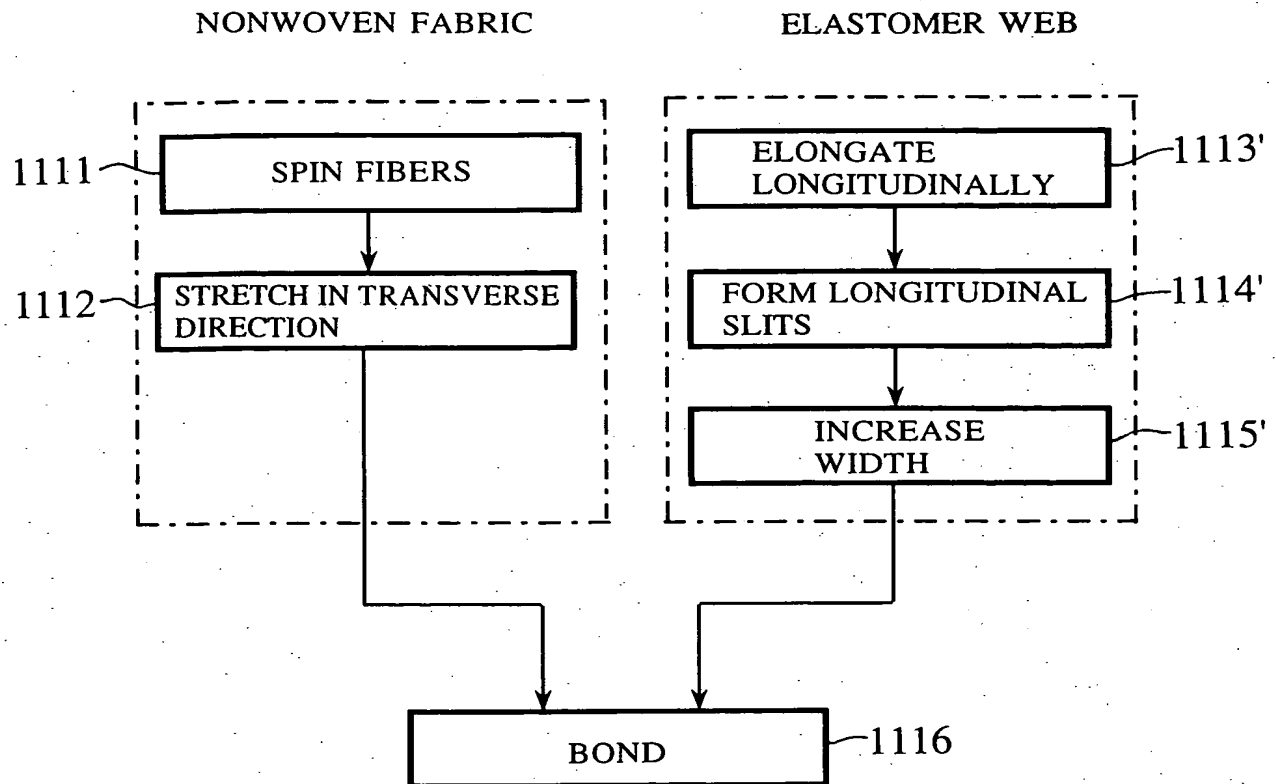 NONWOVEN FABRIC
ELASTOMER WEB
1111
SPIN FIBERS
ELONGATE
LONGITUDINALLY
1113'
1112
STRETCH IN TRANSVERSE
DIRECTION
FORM LONGITUDINAL
SLITS
1114'
INCREASE
WIDTH
1115'
BOND
1116